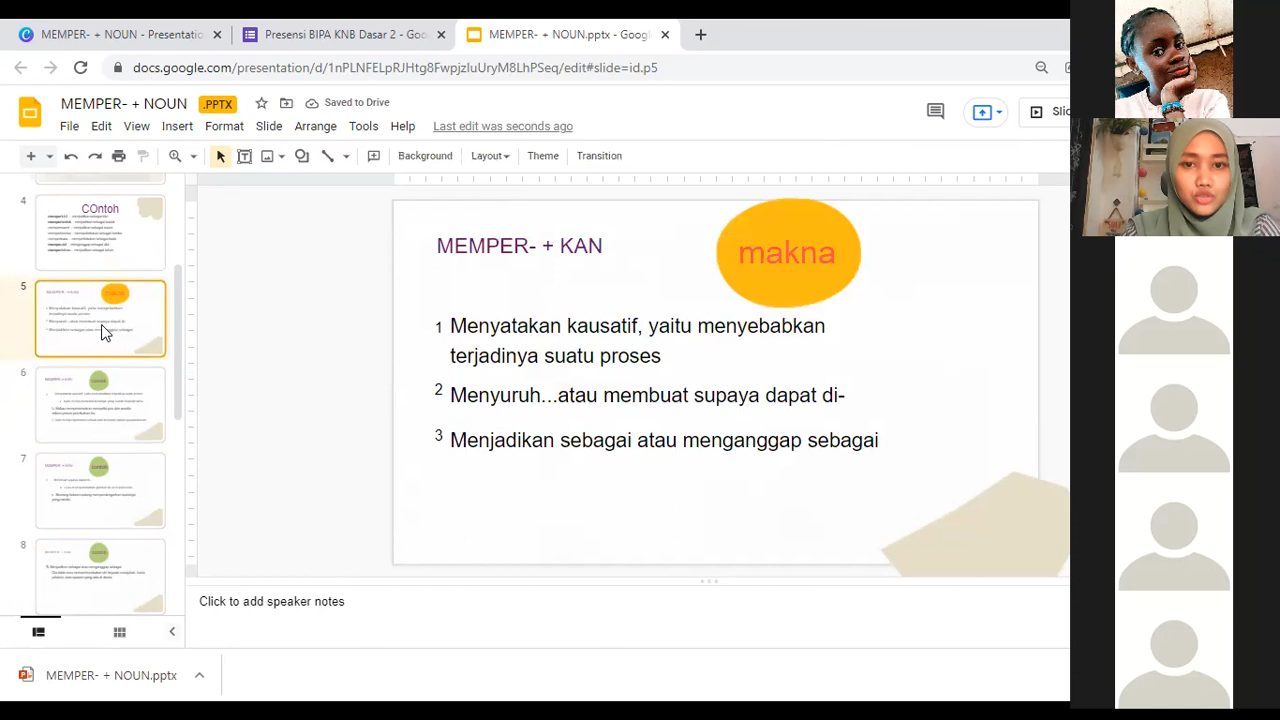 MEMPER- + NOUN - Presentatio
Presensi BIPA KNB Dasar 2 - Goo
MEMPER- + NOUN.pptx - Googl
docs.google.com/presentation/d/1nPLNFELpRJHtg8FwpjzIuUryM8LhPSeq/edit#slide=id.p5
MEMPER- + NOUN .PPTX Saved to Drive
File Edit View Insert Format Slide Arrange Tools Help Last edit was seconds ago
Background Layout Theme Transition
4
COntoh
5
6
7
8
MEMPER- + KAN
makna
1 Menyatakan kausatif, yaitu menyebabkan
terjadinya suatu proses
2 Menyuruh...atau membuat supaya dapat di-
3 Menjadikan sebagai atau menganggap sebagai
Click to add speaker notes
MEMPER- + NOUN.pptx